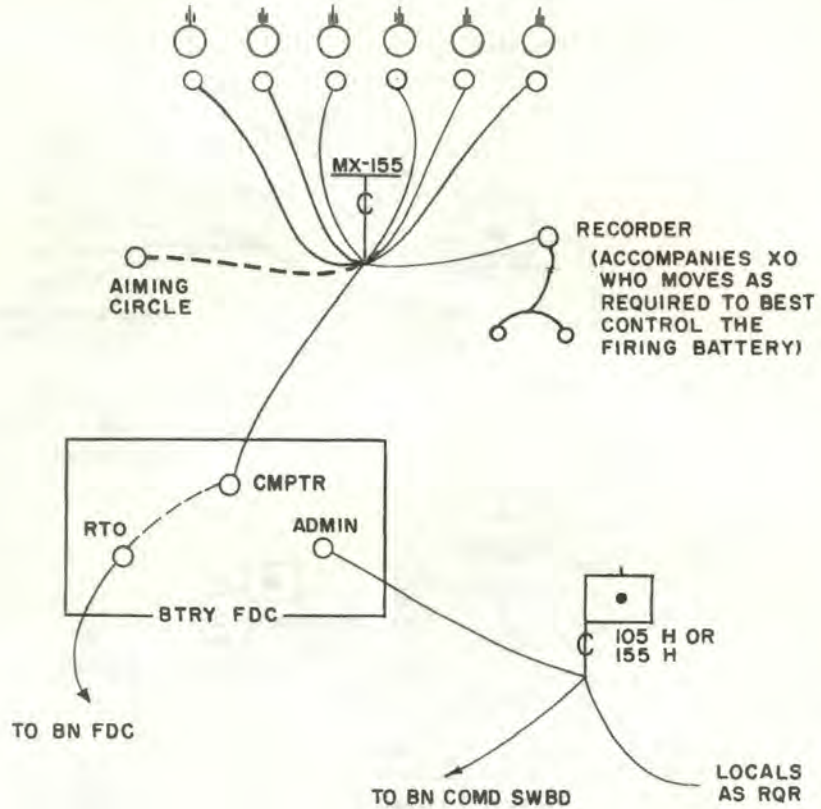 MX-155
RECORDER
(ACCOMPANIES XO
WHO MOVES AS
REQUIRED TO BEST
CONTROL THE
FIRING BATTERY)
AIMING
CIRCLE
CMPTR
RTO
ADMIN
BTRY FDC
105 H OR
155 H
TO BN FDC
TO BN COMD SWBD
LOCALS
AS RQR